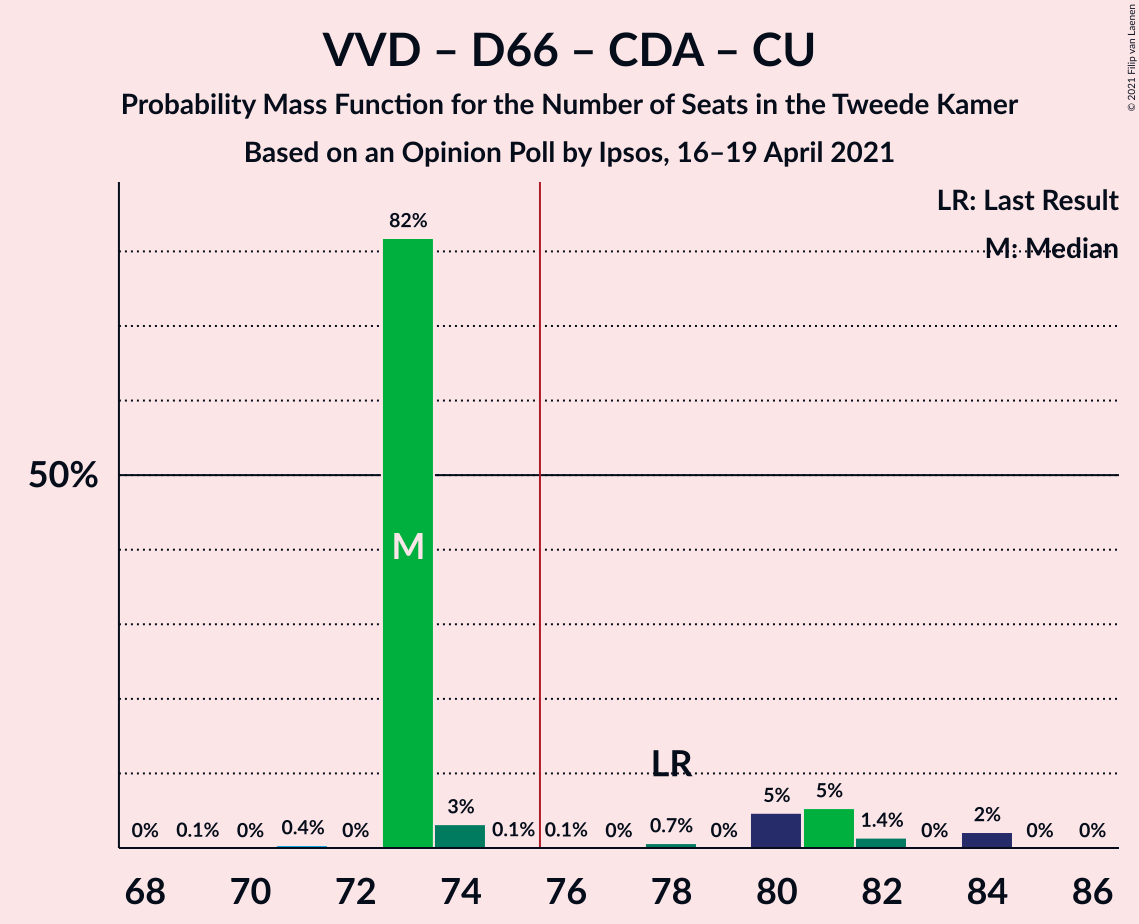 VVD – D66 – CDA – CU
Probability Mass Function for the Number of Seats in the Tweede Kamer
Based on an Opinion Poll by Ipsos, 16–19 April 2021
© 2021 Filip van Laenen
LR: Last Result
M: Median
50%
0% 0.1% 0% 0.4% 0% 82% 3% 0.1% 0.1% 0% 0.7% 0% 5% 5% 1.4% 0% 2% 0% 0%
M
LR
68 70 72 74 76 78 80 82 84 86